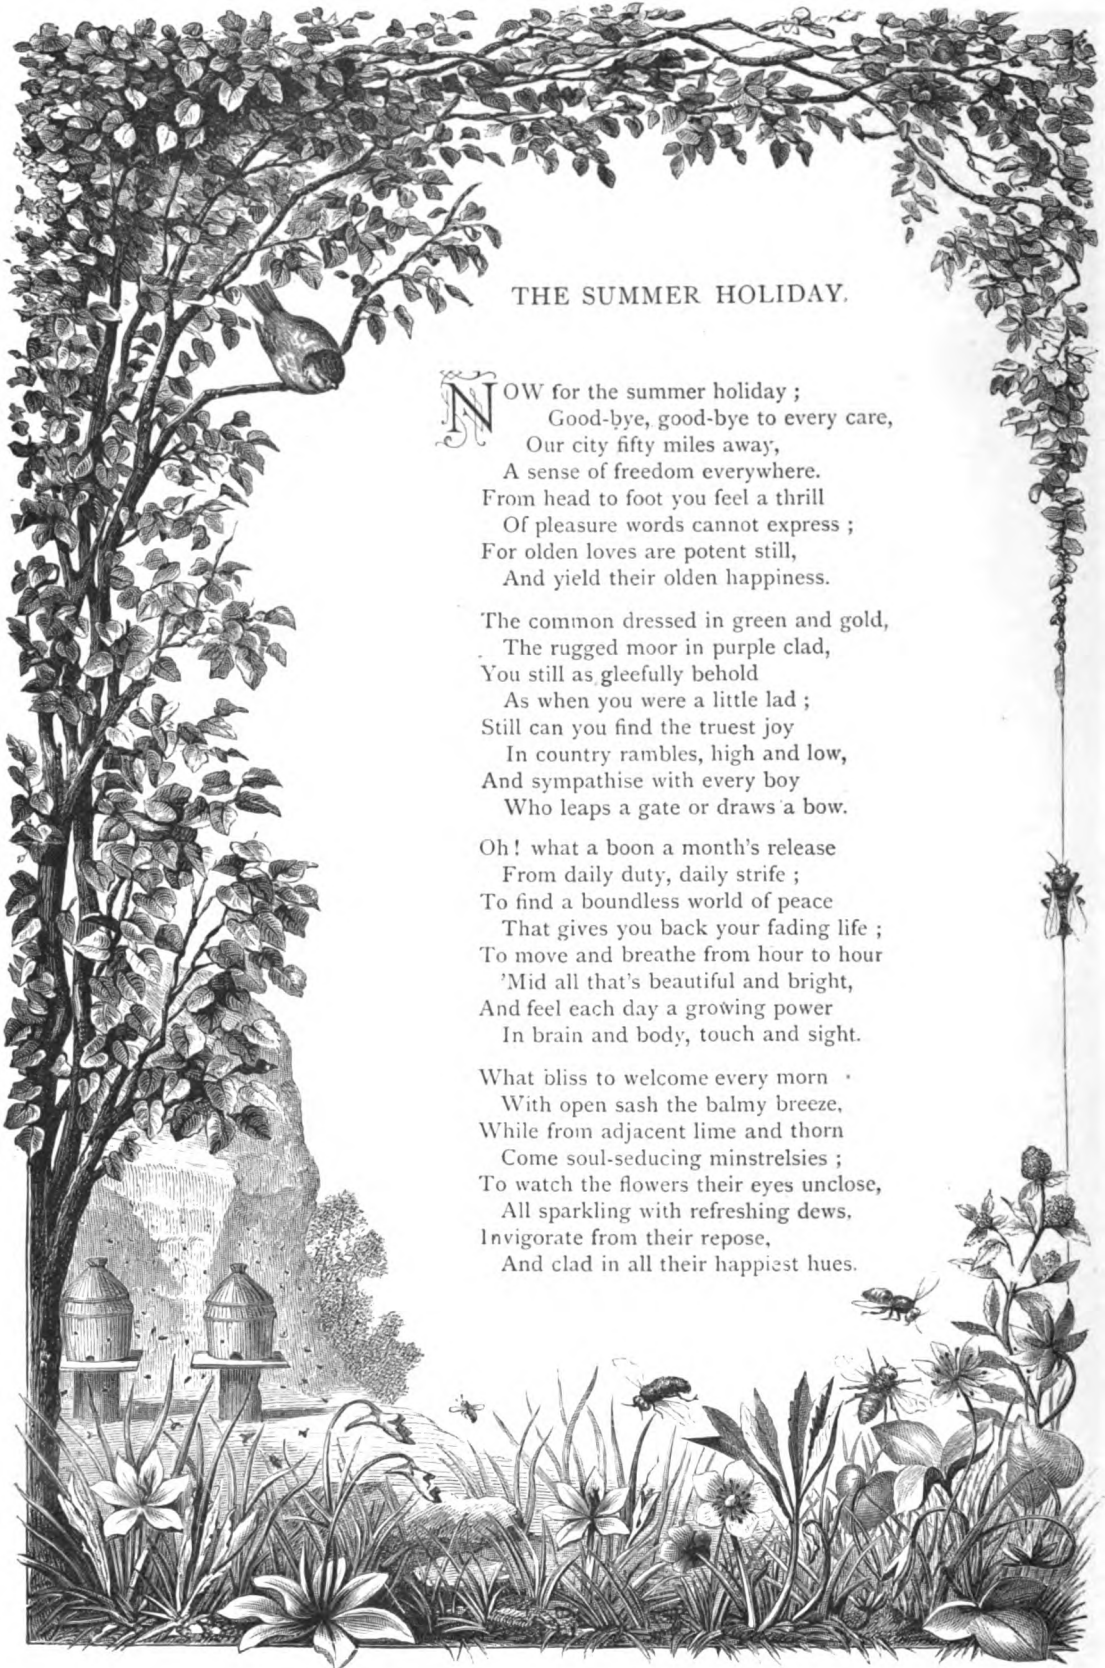 THE SUMMER HOLIDAY.
NOW for the summer holiday ;
Good-bye, good-bye to every care,
Our city fifty miles away,
A sense of freedom everywhere.
From head to foot you feel a thrill
Of pleasure words cannot express ;
For olden loves are potent still,
And yield their olden happiness.
The common dressed in green and gold,
The rugged moor in purple clad,
You still as gleefully behold
As when you were a little lad ;
Still can you find the truest joy
In country rambles, high and low,
And sympathise with every boy
Who leaps a gate or draws a bow.
Oh! what a boon a month's release
From daily duty, daily strife ;
To find a boundless world of peace
That gives you back your fading life ;
To move and breathe from hour to hour
'Mid all that's beautiful and bright,
And feel each day a growing power
In brain and body, touch and sight.
What bliss to welcome every morn
With open sash the balmy breeze,
While from adjacent lime and thorn
Come soul-seducing minstrelsies ;
To watch the flowers their eyes unclose,
All sparkling with refreshing dews,
Invigorate from their repose,
And clad in all their happiest hues.